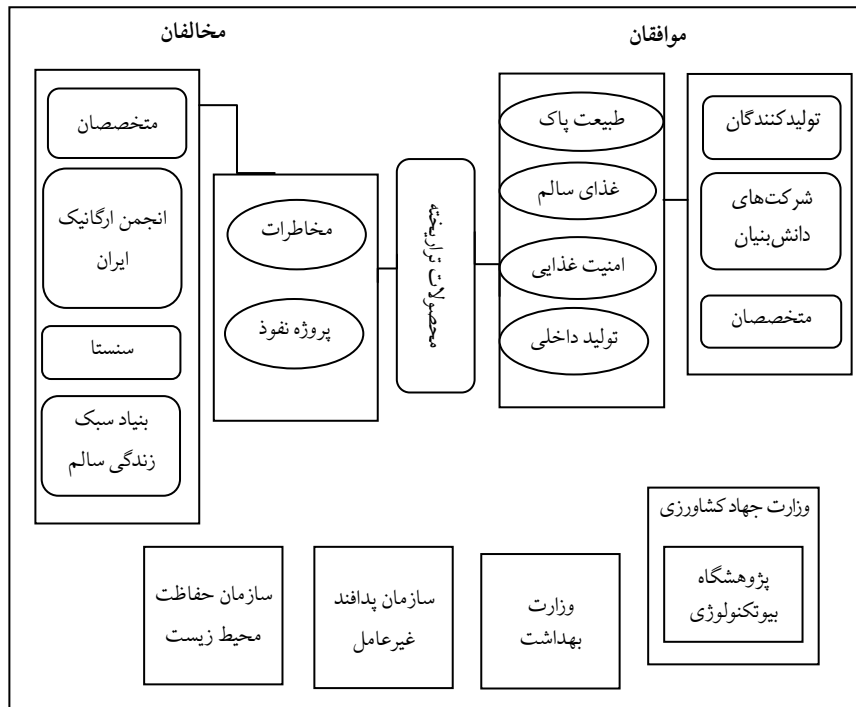 موافقان
مخالفان
تولیدکنندگان
شرکت‌های
دانش‌بنیان
متخصصان
طبیعت پاک
غذای سالم
امنیت غذایی
تولید داخلی
محصولات تراریخته
مخاطرات
پروژه نفوذ
متخصصان
انجمن ارگانیک
ایران
سنستا
بنیاد سبک
زندگی سالم
وزارت جهاد کشاورزی
پژوهشگاه
بیوتکنولوژی
وزارت
بهداشت
سازمان پدافند
غیرعامل
سازمان حفاظت
محیط زیست